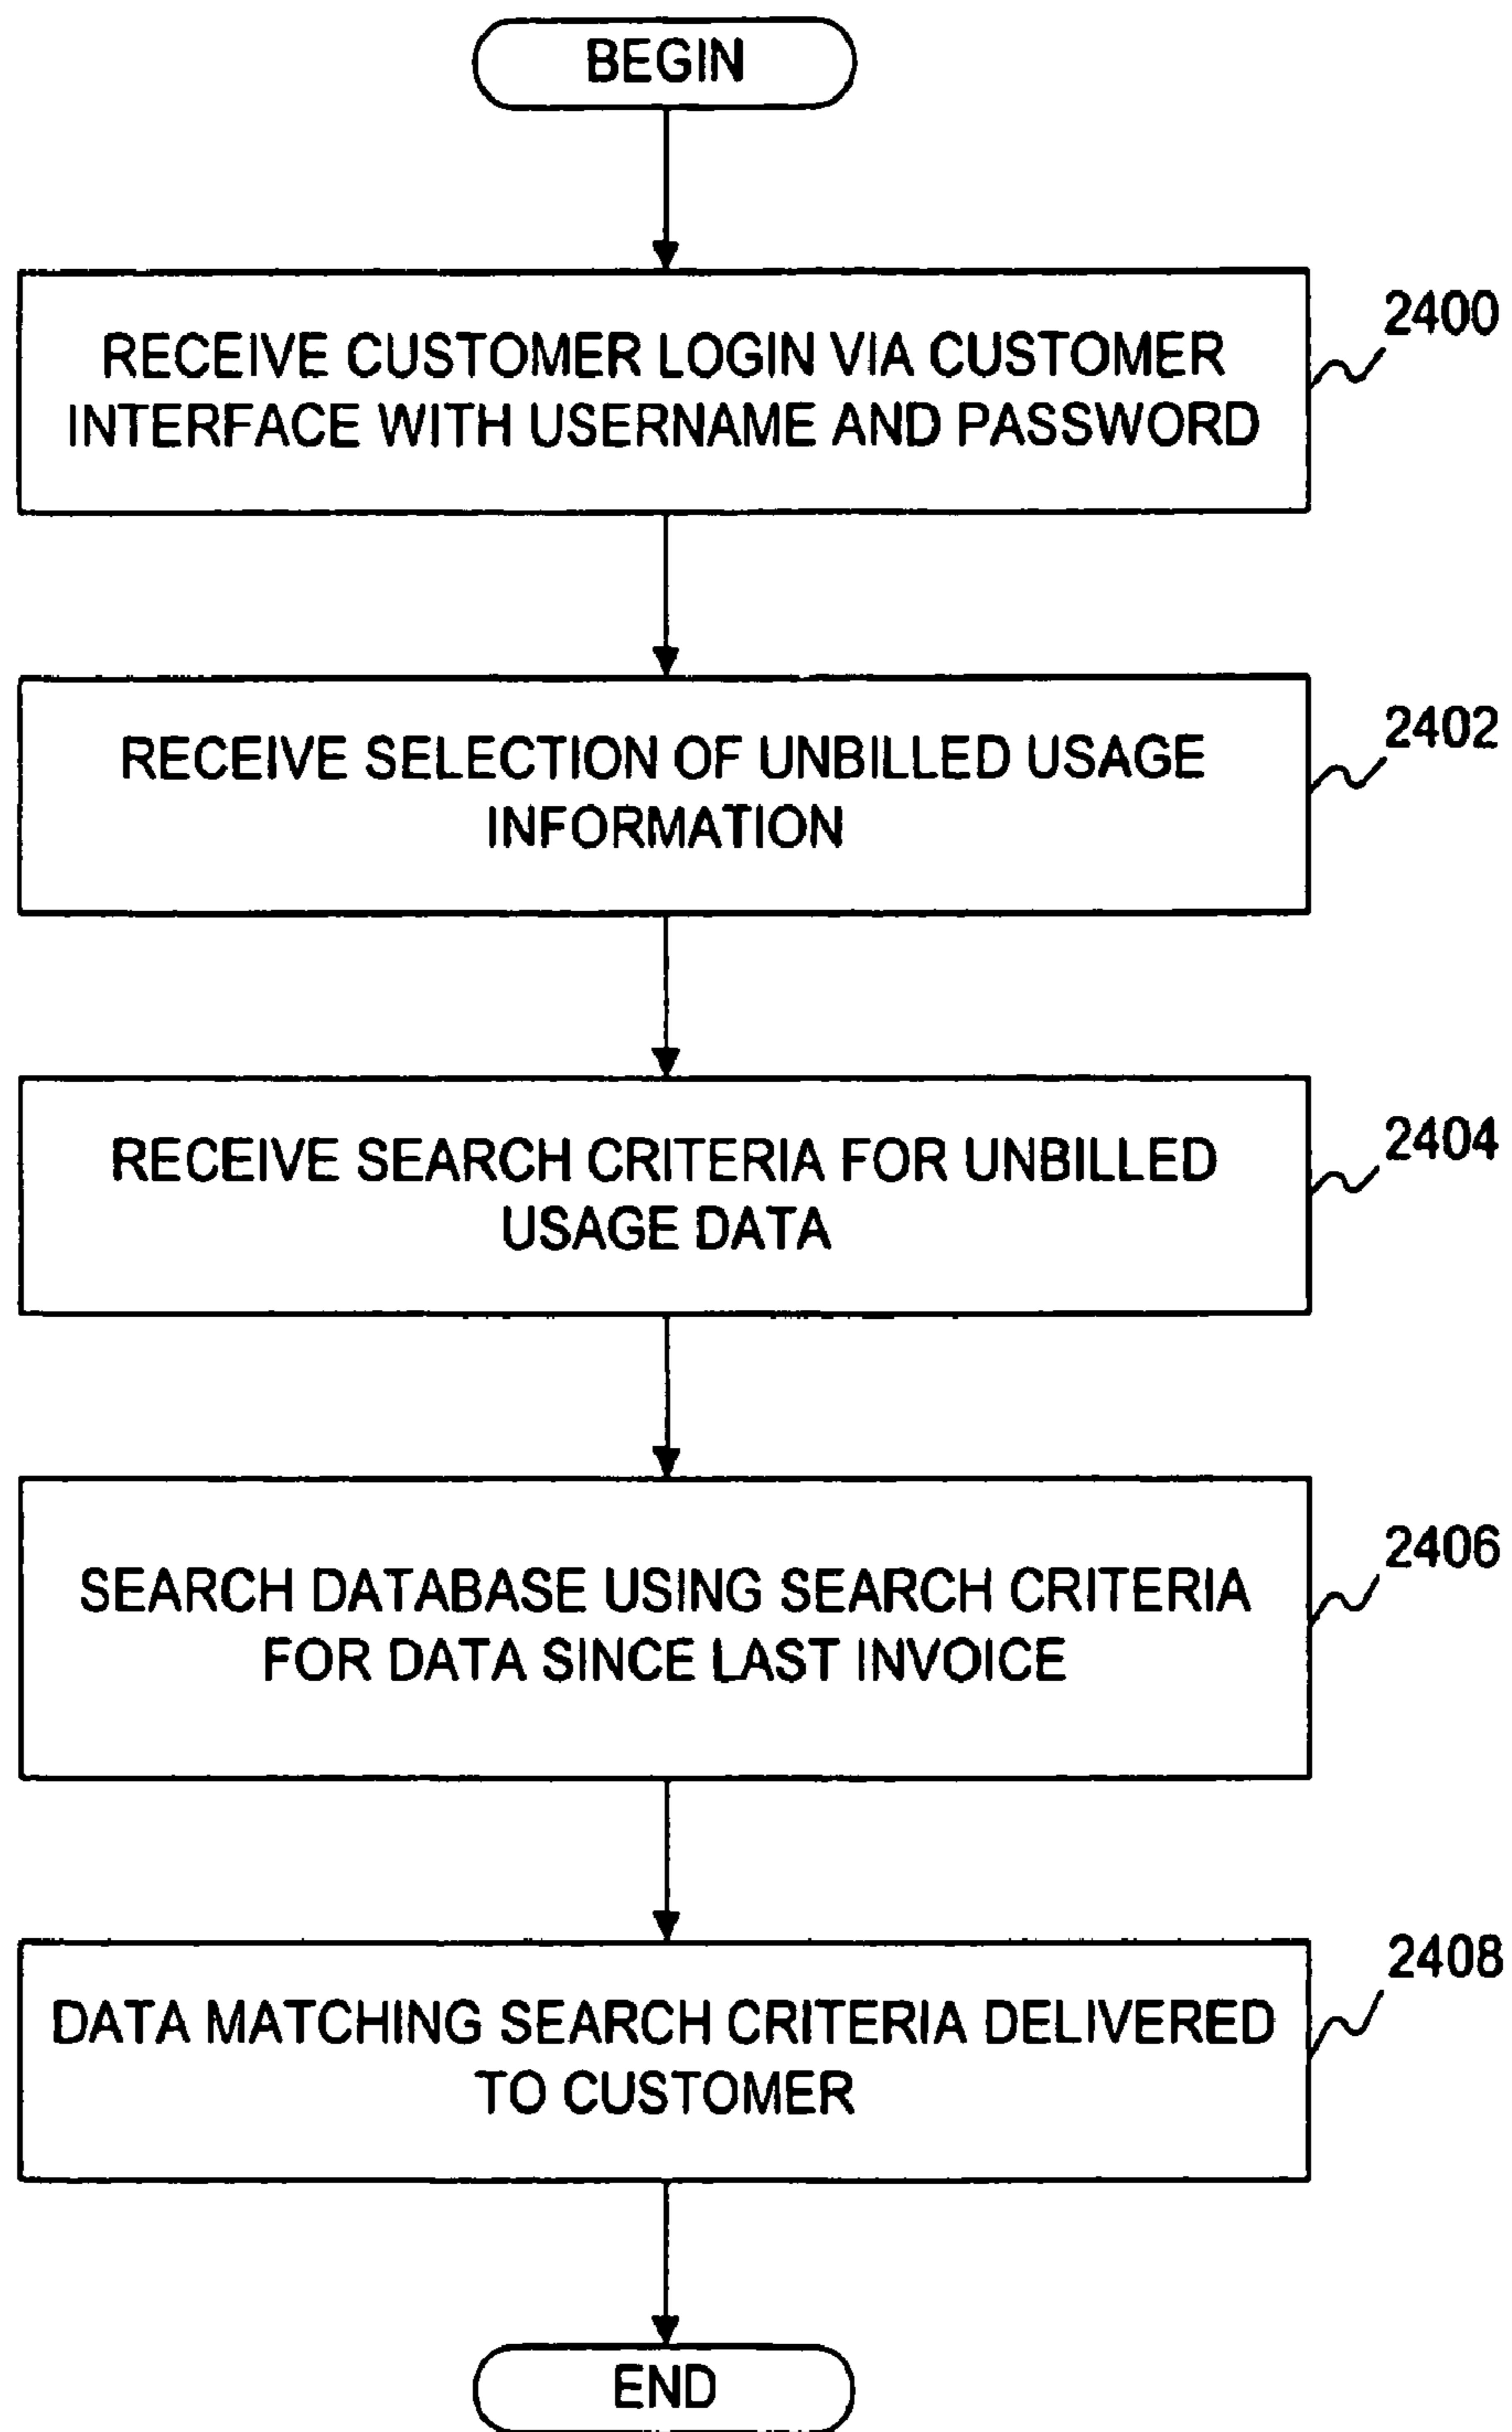 BEGIN
RECEIVE CUSTOMER LOGIN VIA CUSTOMER
INTERFACE WITH USERNAME AND PASSWORD
2400
RECEIVE SELECTION OF UNBILLED USAGE
INFORMATION
2402
RECEIVE SEARCH CRITERIA FOR UNBILLED
USAGE DATA
2404
SEARCH DATABASE USING SEARCH CRITERIA
FOR DATA SINCE LAST INVOICE
2406
DATA MATCHING SEARCH CRITERIA DELIVERED
TO CUSTOMER
2408
END